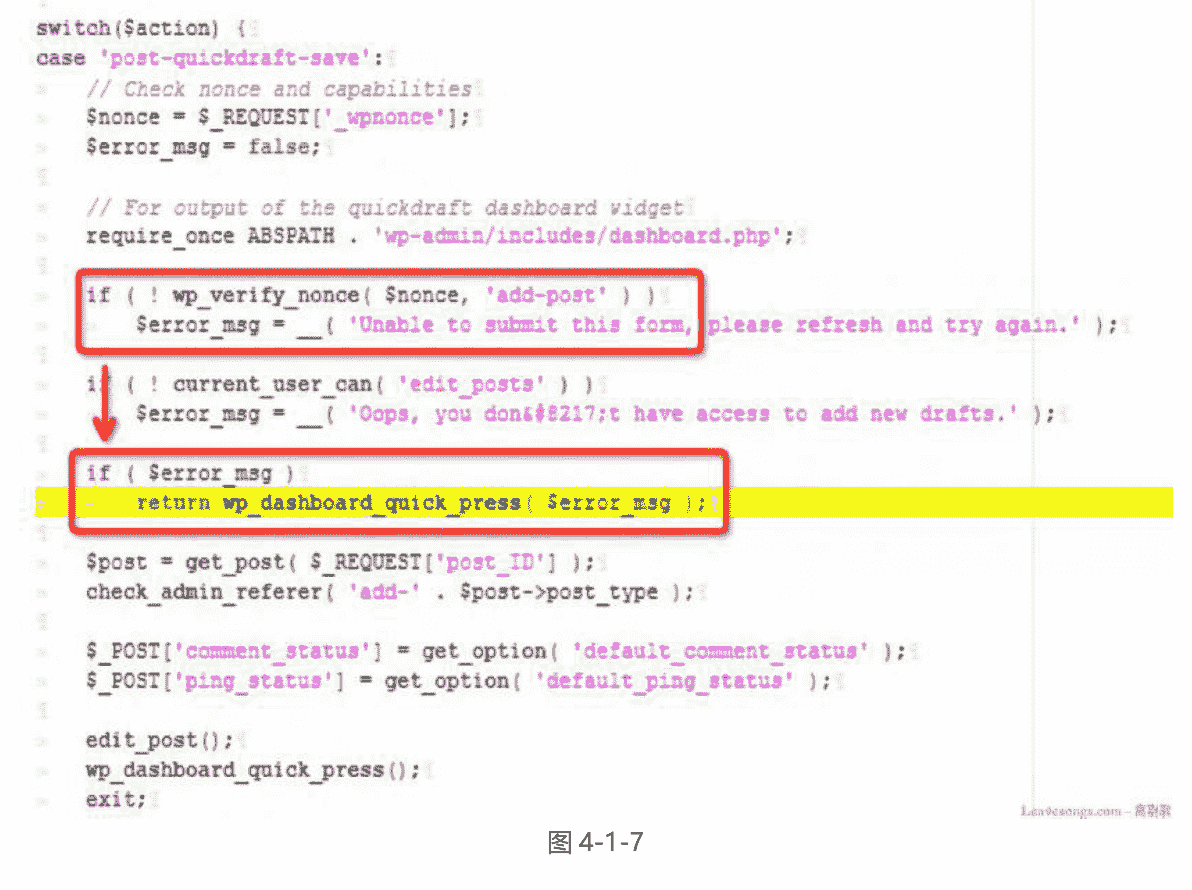 switch($action) {
case 'post-quickdraft-save':
// Check nonce and capabilities
$nonce = $_REQUEST['_wpnonce'];
$error_msg = false;
// For output of the quickdraft dashboard widget
require_once ABSPATH . 'wp-admin/includes/dashboard.php';
if ( ! wp_verify_nonce( $nonce, 'add-post' ) )
$error_msg = __( 'Unable to submit this form, please refresh and try again.' );
if ( ! current_user_can( 'edit_posts' ) )
$error_msg = __( 'Oops, you don&#8217;t have access to add new drafts.' );
if ( $error_msg )
return wp_dashboard_quick_press( $error_msg );
$post = get_post( $_REQUEST['post_ID'] );
check_admin_referer( 'add-' . $post->post_type );
$_POST['comment_status'] = get_option( 'default_comment_status' );
$_POST['ping_status'] = get_option( 'default_ping_status' );
edit_post();
wp_dashboard_quick_press();
exit;
Leavesongs.com -
图 4-1-7